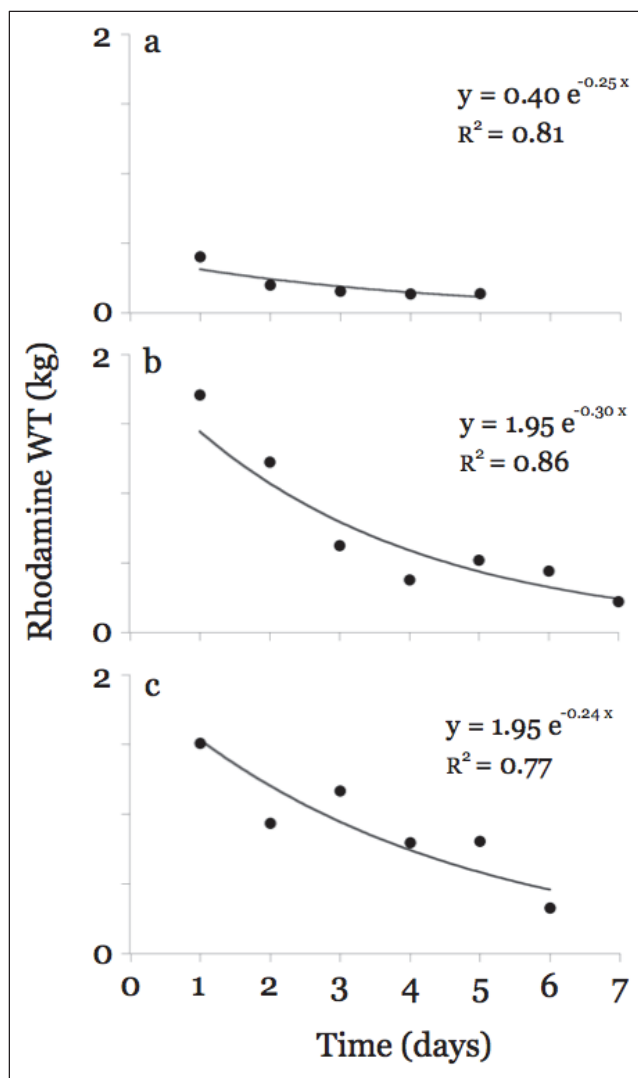 2
a
y = 0.40 e^-0.25 x
R² = 0.81
0
2
b
y = 1.95 e^-0.30 x
R² = 0.86
0
2
c
y = 1.95 e^-0.24 x
R² = 0.77
0
Rhodamine WT (kg)
0 1 2 3 4 5 6 7
Time (days)